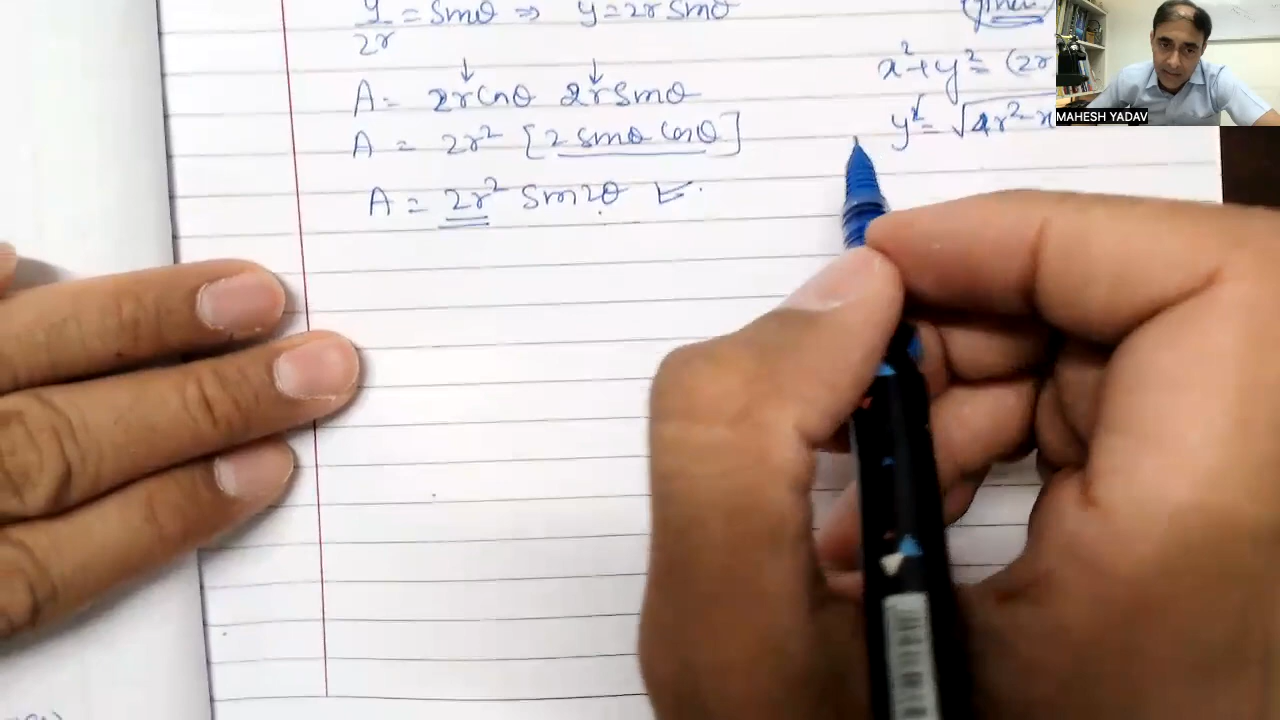 y/2r = Sinθ ⇒ y=2r Sinθ
A = 2r Cosθ 2r Sinθ
A = 2r² [2 Sinθ Cosθ]
A = 2r² Sin2θ
x²+y² = (2r
y² = √4r²-x
MAHESH YADAV